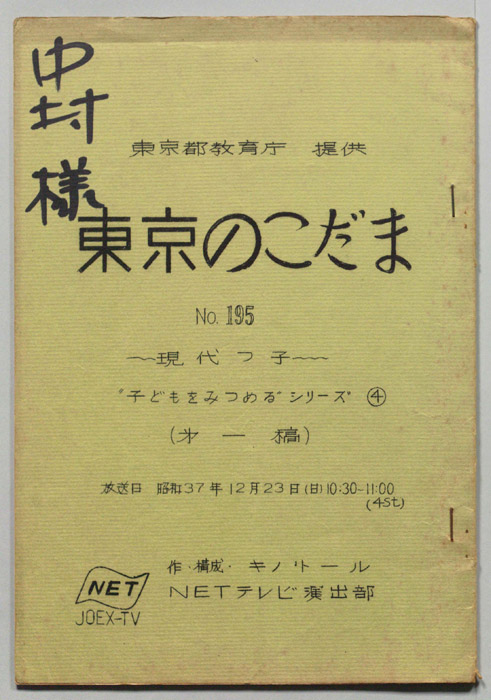 中村様
東京都教育庁 提供
東京のこだま
No. 195
~現代っ子~
"子どもをみつめる"シリーズ ④
(才一稿)
放送日 昭和37年12月23日(日)10:30~11:00
(4st)
作・構成・キノトール
NETテレビ演出部
NET
JOEX-TV